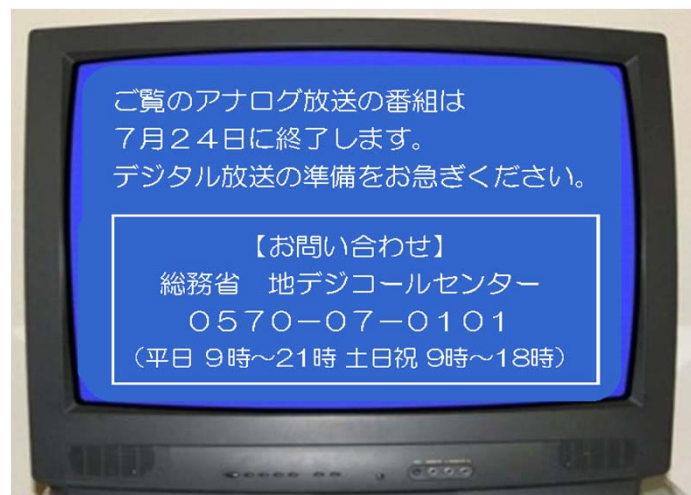 ご覧のアナログ放送の番組は
７月２４日に終了します。
デジタル放送の準備をお急ぎください。
【お問い合わせ】
総務省　地デジコールセンター
０５７０－０７－０１０１
（平日 9時～21時 土日祝 9時～18時）